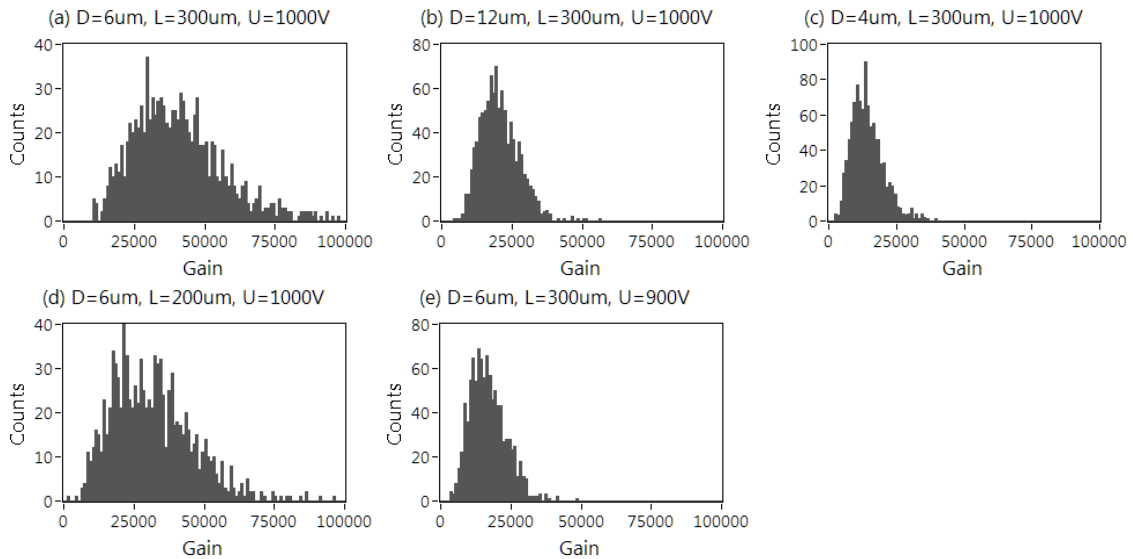 (a) D=6um, L=300um, U=1000V
40
30
20
10
0
Counts
0 25000 50000 75000 100000
Gain
(b) D=12um, L=300um, U=1000V
80
60
40
20
0
Counts
0 25000 50000 75000 100000
Gain
(c) D=4um, L=300um, U=1000V
100
80
60
40
20
0
Counts
0 25000 50000 75000 100000
Gain
(d) D=6um, L=200um, U=1000V
40
30
20
10
0
Counts
0 25000 50000 75000 100000
Gain
(e) D=6um, L=300um, U=900V
80
60
40
20
0
Counts
0 25000 50000 75000 100000
Gain